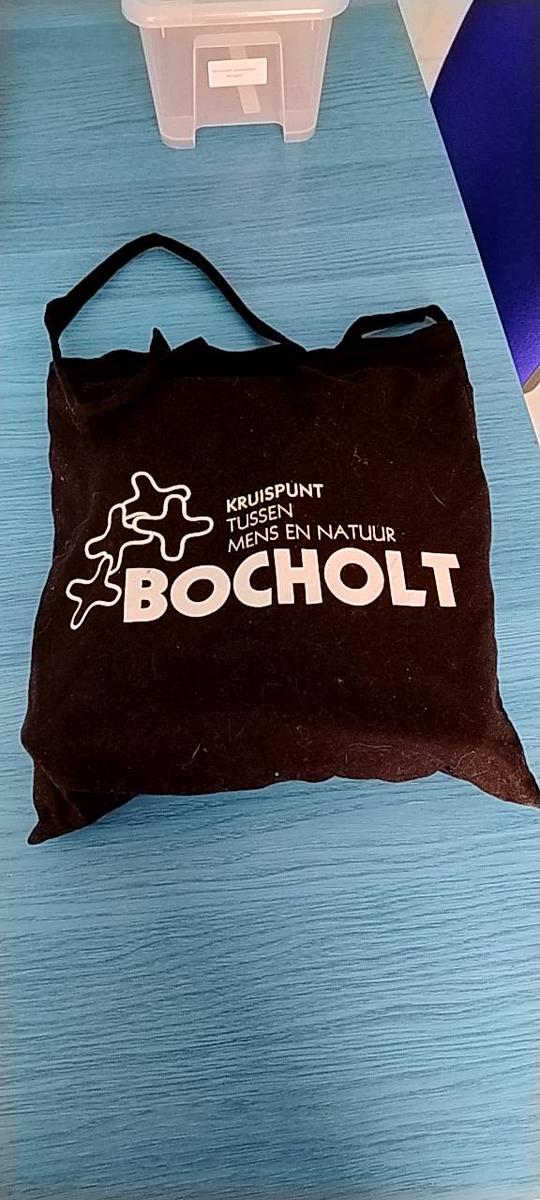 KRUISPUNT
TUSSEN
MENS EN NATUUR
BOCHOLT